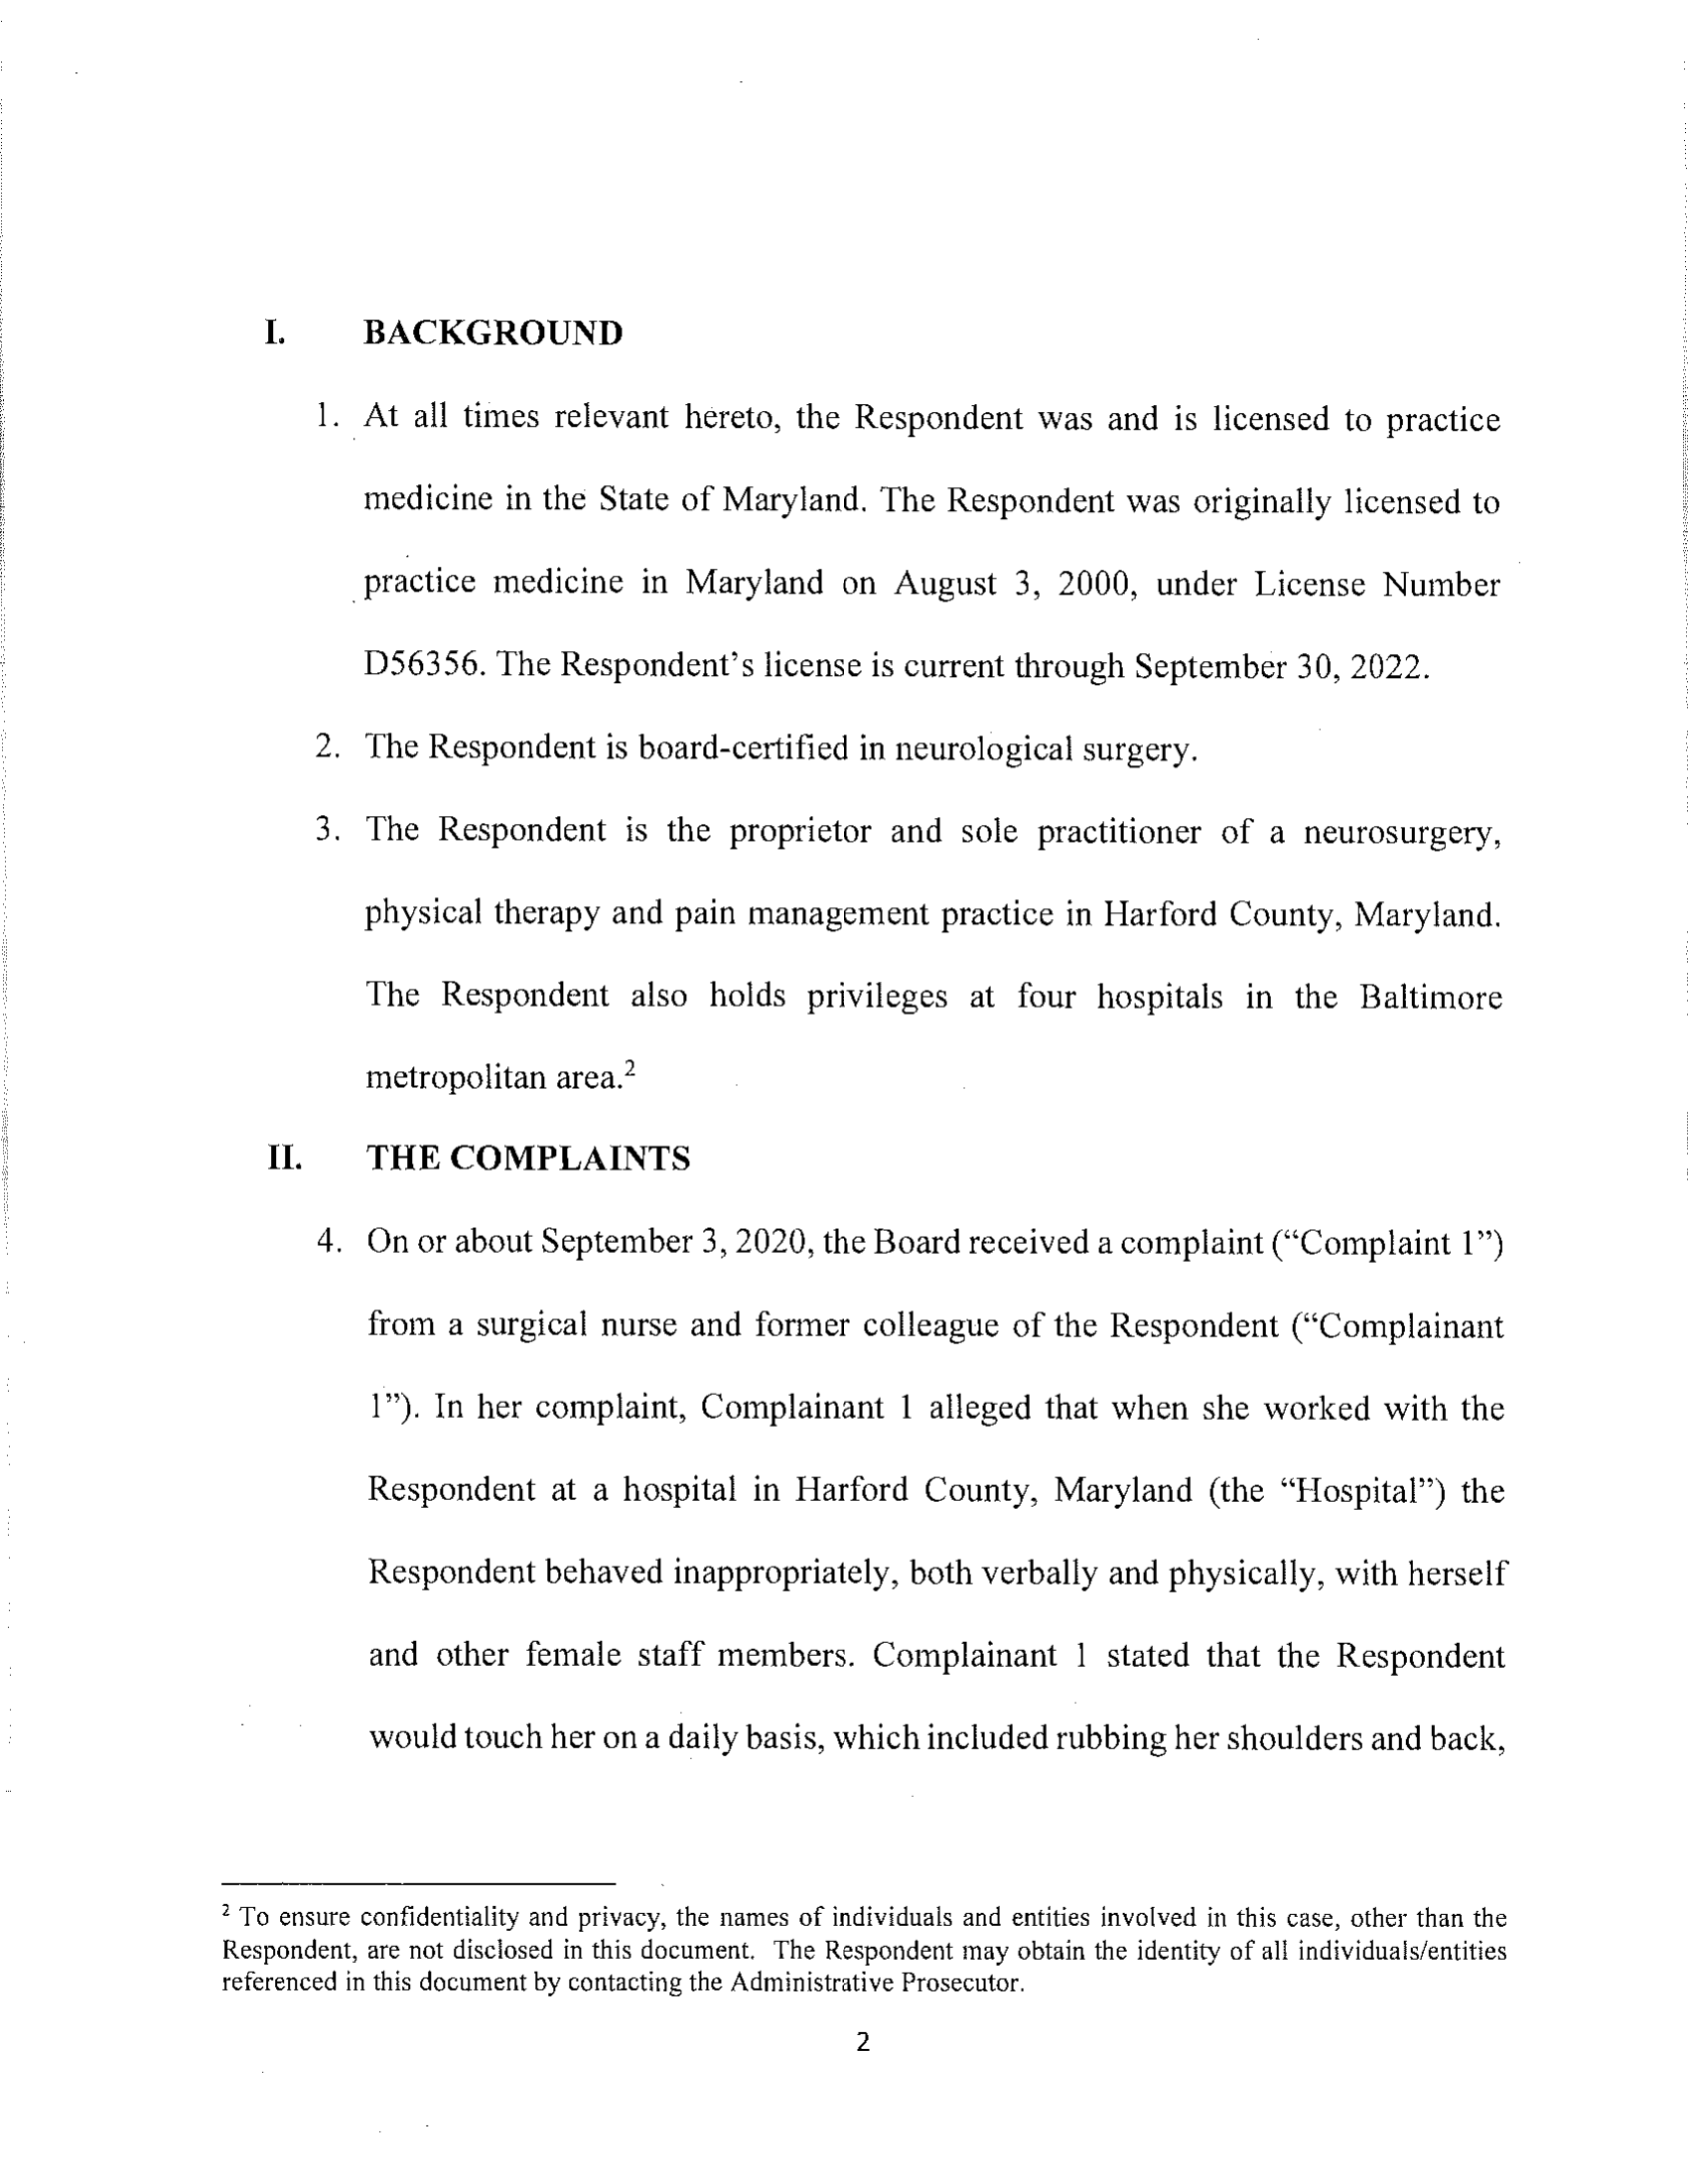 I. BACKGROUND
1. At all times relevant hereto, the Respondent was and is licensed to practice
medicine in the State of Maryland. The Respondent was originally licensed to
practice medicine in Maryland on August 3, 2000, under License Number
D56356. The Respondent’s license is current through September 30, 2022.
2. The Respondent is board-certified in neurological surgery.
3. The Respondent is the proprietor and sole practitioner of a neurosurgery,
physical therapy and pain management practice in Harford County, Maryland.
The Respondent also holds privileges at four hospitals in the Baltimore
metropolitan area.²
II. THE COMPLAINTS
4. On or about September 3, 2020, the Board received a complaint (“Complaint 1”)
from a surgical nurse and former colleague of the Respondent (“Complainant
1”). In her complaint, Complainant 1 alleged that when she worked with the
Respondent at a hospital in Harford County, Maryland (the “Hospital”) the
Respondent behaved inappropriately, both verbally and physically, with herself
and other female staff members. Complainant 1 stated that the Respondent
would touch her on a daily basis, which included rubbing her shoulders and back,
² To ensure confidentiality and privacy, the names of individuals and entities involved in this case, other than the
Respondent, are not disclosed in this document. The Respondent may obtain the identity of all individuals/entities
referenced in this document by contacting the Administrative Prosecutor.
2